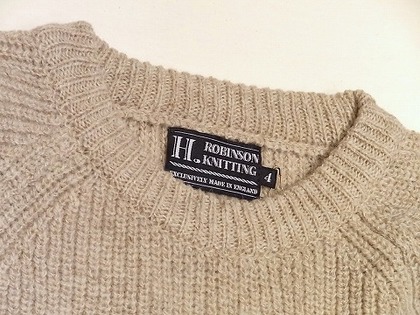 H. ROBINSON
KNITTING
EXCLUSIVELY MADE IN ENGLAND
4